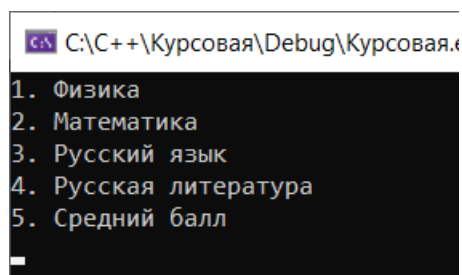 C:\C++\Курсовая\Debug\Курсовая.
1. Физика
2. Математика
3. Русский язык
4. Русская литература
5. Средний балл